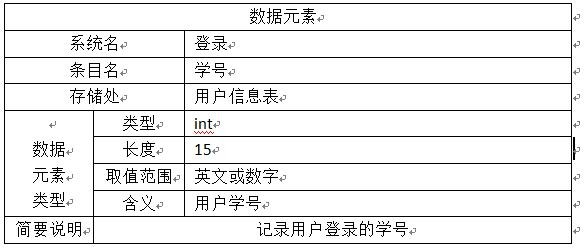 数据元素
系统名 登录
条目名 学号
存储处 用户信息表
数据
元素
类型
类型 int
长度 15
取值范围 英文或数字
含义 用户学号
简要说明 记录用户登录的学号